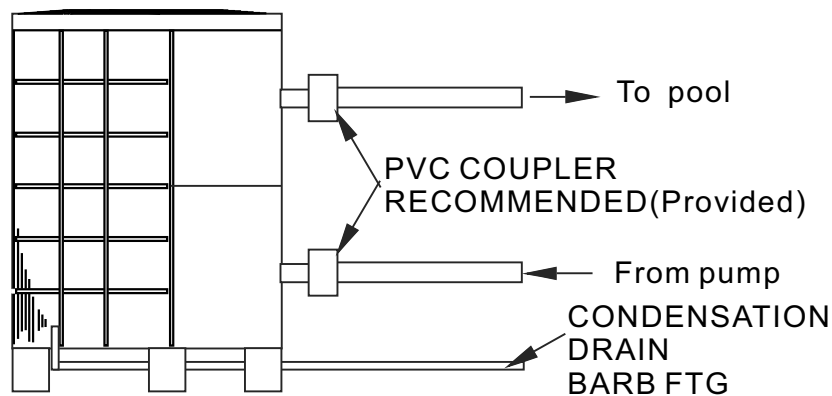 To pool
PVC COUPLER
RECOMMENDED(Provided)
From pump
CONDENSATION
DRAIN
BARB FTG